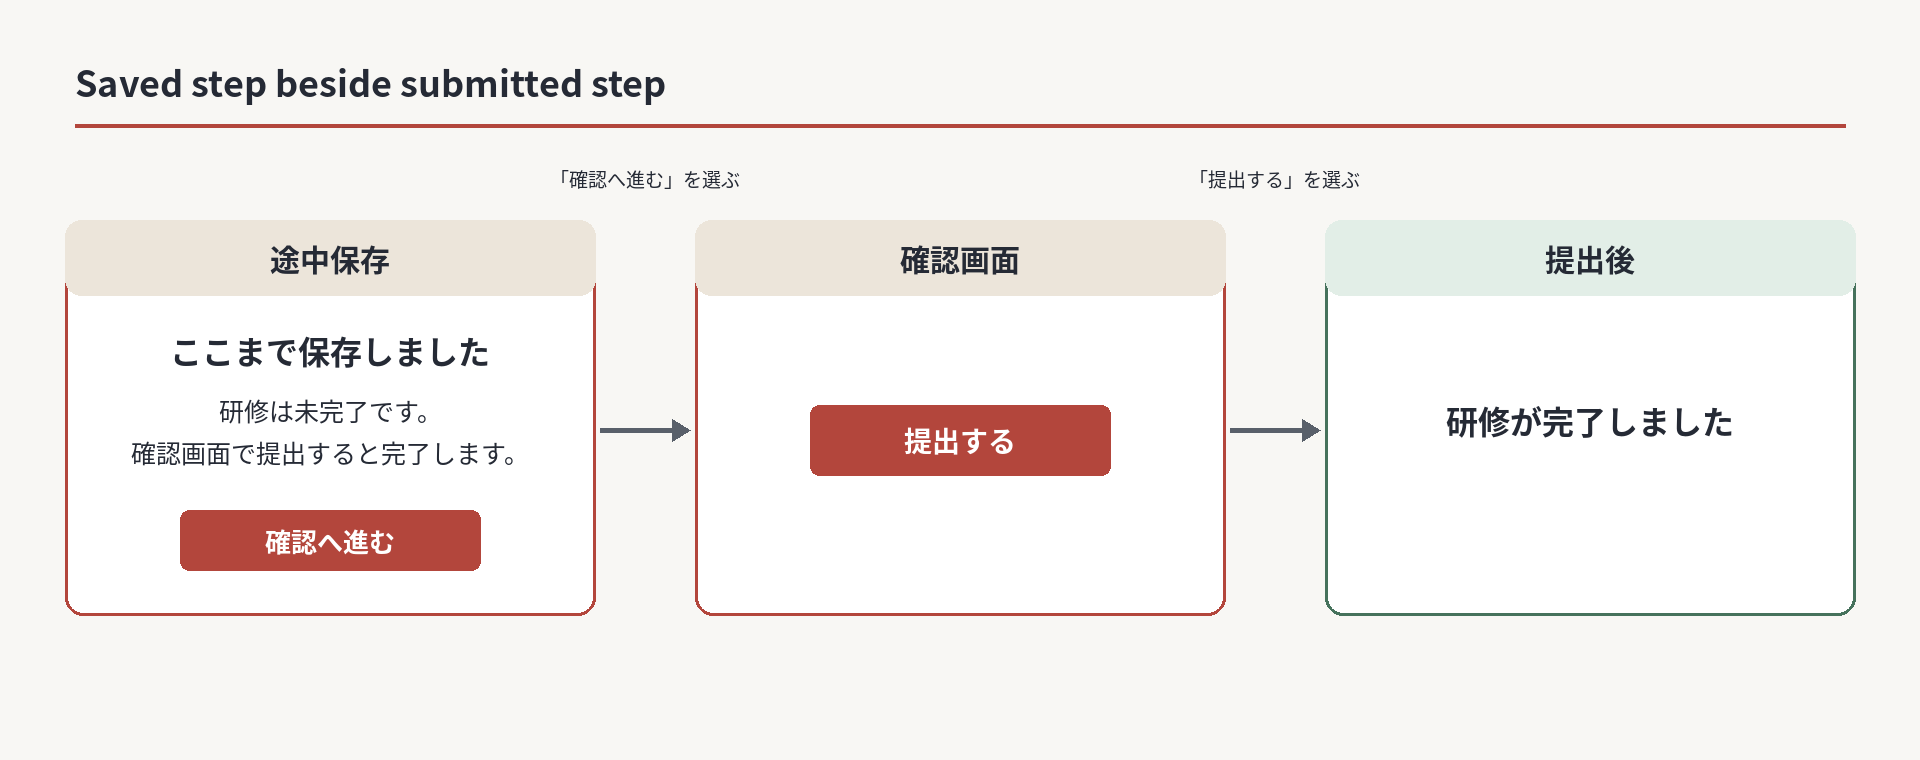 Saved step beside submitted step
「確認へ進む」を選ぶ
「提出する」を選ぶ
途中保存
ここまで保存しました
研修は未完了です。
確認画面で提出すると完了します。
確認へ進む
確認画面
提出する
提出後
研修が完了しました